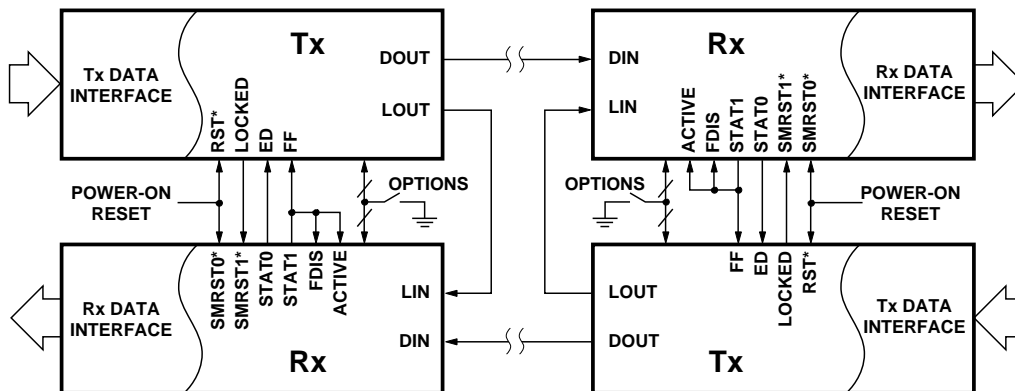 Tx
Tx DATA
INTERFACE
DOUT
LOUT
RST*
LOCKED
ED
FF
Rx
DIN
LIN
Rx DATA
INTERFACE
ACTIVE
FDIS
STAT1
STAT0
SMRST1*
SMRST0*
POWER-ON
RESET
OPTIONS
OPTIONS
POWER-ON
RESET
SMRST0*
SMRST1*
STAT0
STAT1
FDIS
ACTIVE
Rx DATA
INTERFACE
LIN
DIN
Rx
FF
ED
LOCKED
RST*
LOUT
DOUT
Tx DATA
INTERFACE
Tx